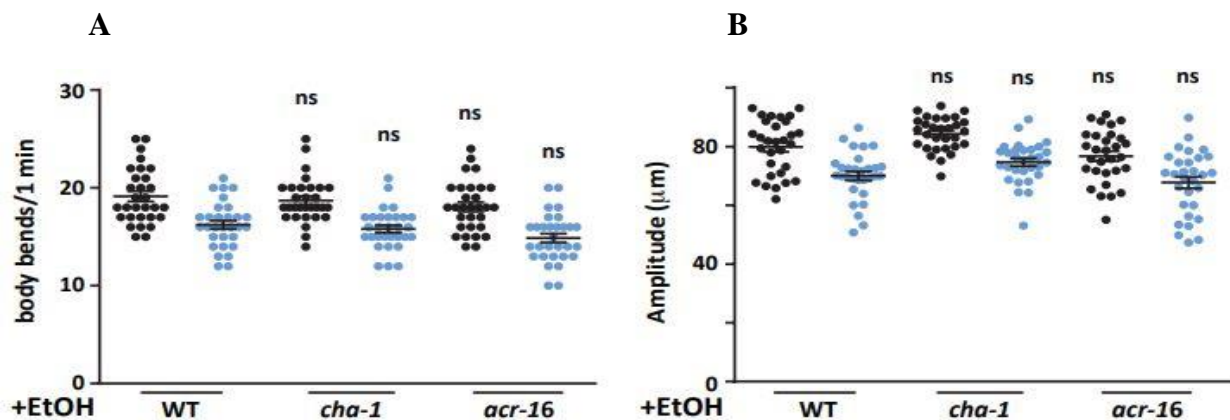 A
B
body bends/1 min
30
20
10
0
ns
ns
ns
ns
+EtOH
WT
cha-1
acr-16
Amplitude (μm)
80
40
0
ns
ns
ns
ns
+EtOH
WT
cha-1
acr-16